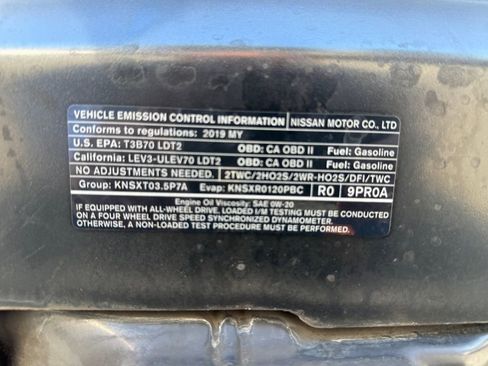 VEHICLE EMISSION CONTROL INFORMATION NISSAN MOTOR CO., LTD
Conforms to regulations: 2019 MY
U.S. EPA: T3B70 LDT2 OBD: CA OBD II Fuel: Gasoline
California: LEV3-ULEV70 LDT2 OBD: CA OBD II Fuel: Gasoline
NO ADJUSTMENTS NEEDED. 2TWC/2HO2S/2WR-HO2S/DFI/TWC
Group: KNSXT03.5P7A Evap: KNSXR0120PBC R0 9PR0A
Engine Oil Viscosity: SAE 0W-20
IF EQUIPPED WITH ALL-WHEEL DRIVE, LOADED I/M TESTING MUST BE CONDUCTED
ON A FOUR WHEEL DRIVE SPEED SYNCHRONIZED DYNAMOMETER.
OTHERWISE, A NON-LOADED TEST PROCEDURE MUST BE PERFORMED.